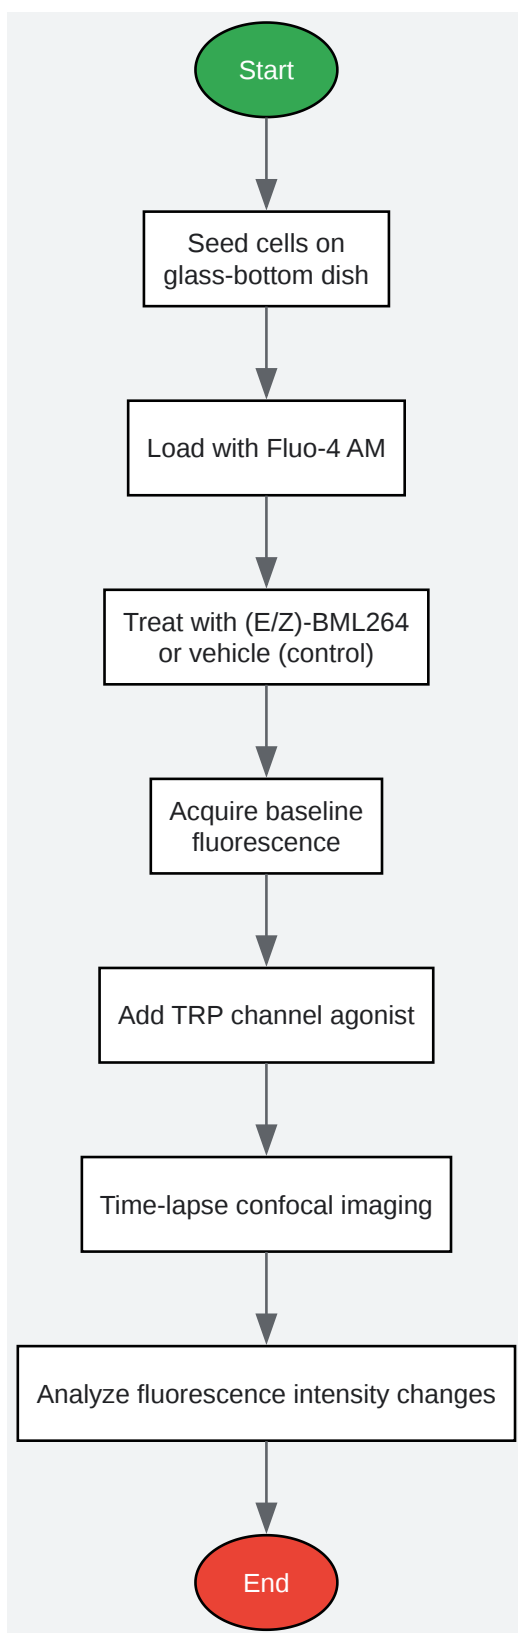 Start
Seed cells on
glass-bottom dish
Load with Fluo-4 AM
Treat with (E/Z)-BML264
or vehicle (control)
Acquire baseline
fluorescence
Add TRP channel agonist
Time-lapse confocal imaging
Analyze fluorescence intensity changes
End